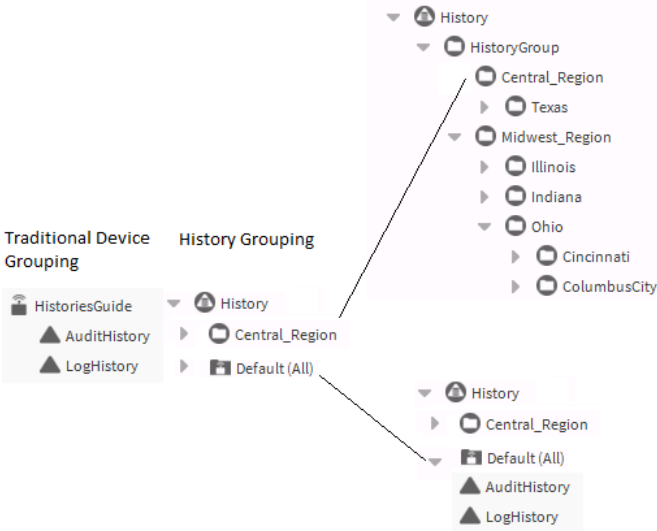 History
HistoryGroup
Central_Region
Texas
Midwest_Region
Illinois
Indiana
Ohio
Cincinnati
ColumbusCity
Traditional Device
Grouping
History Grouping
HistoriesGuide
AuditHistory
LogHistory
History
Central_Region
Default (All)
History
Central_Region
Default (All)
AuditHistory
LogHistory